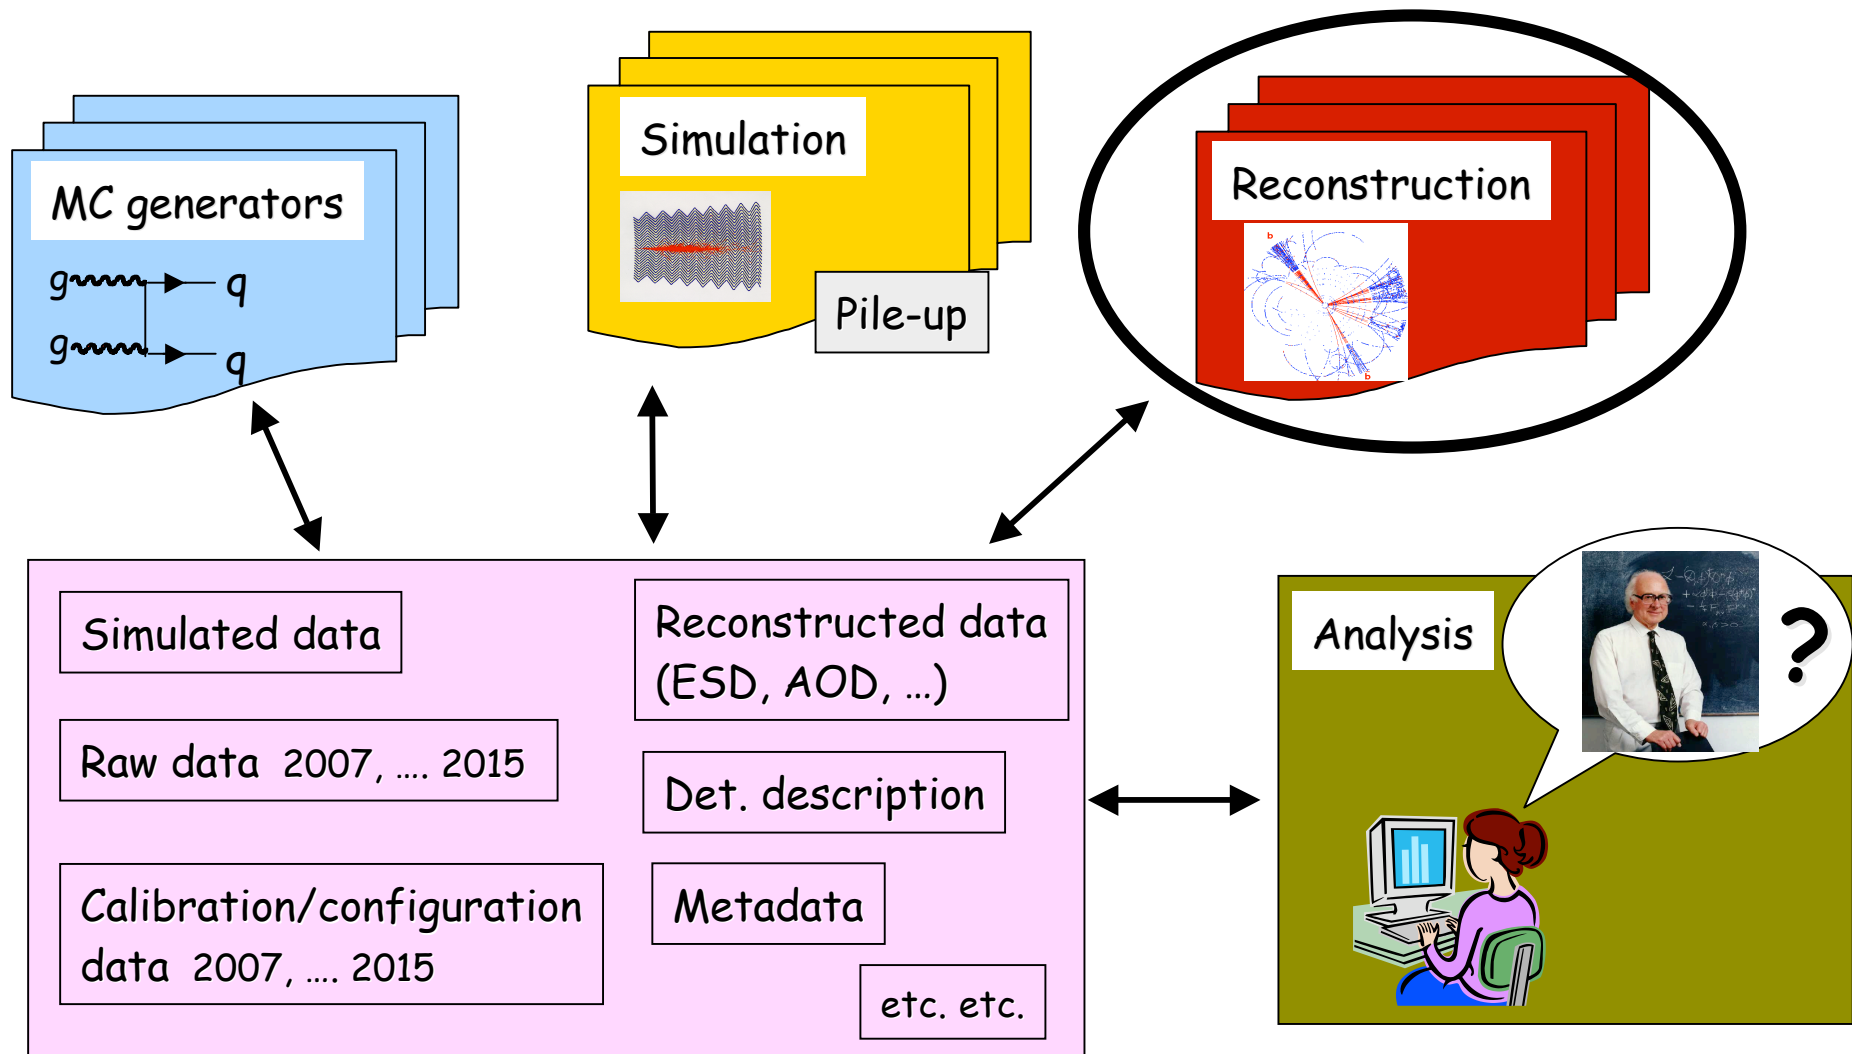 MC generators
g q
g q
Simulation
Pile-up
Reconstruction
b
b
Simulated data
Raw data 2007, .... 2015
Calibration/configuration
data 2007, .... 2015
Reconstructed data
(ESD, AOD, ...)
Det. description
Metadata
etc. etc.
Analysis
?